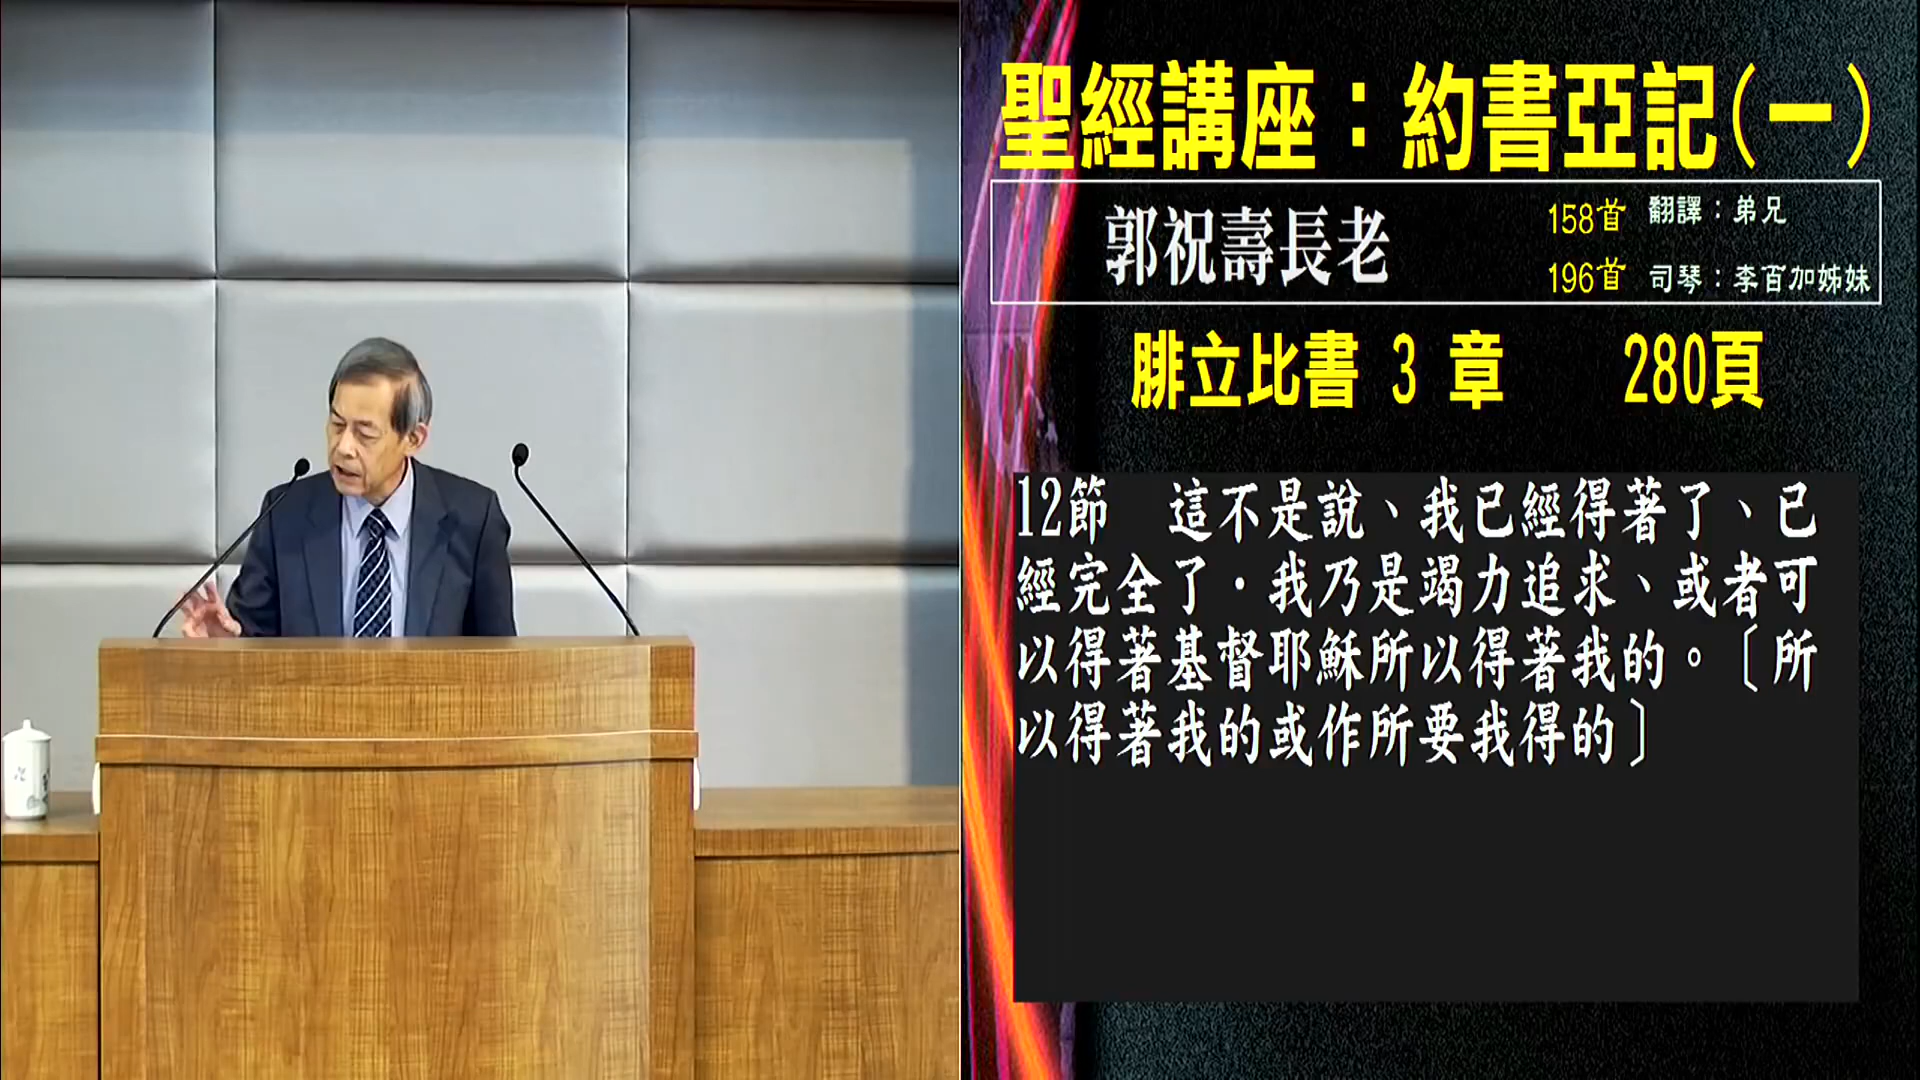 聖經講座：約書亞記(一)
郭祝壽長老
158首 翻譯：弟兄
196首 司琴：李百加姊妹
腓立比書 3 章 280頁
12節 這不是說、我已經得著了、已
經完全了．我乃是竭力追求、或者可
以得著基督耶穌所以得著我的。〔所
以得著我的或作所要我得的〕